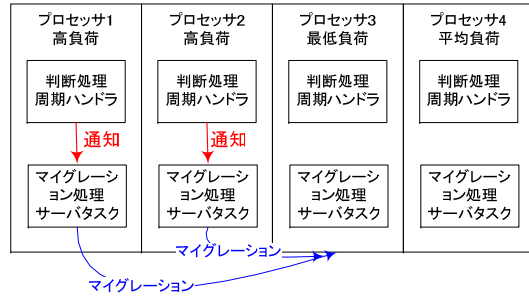 プロセッサ1
高負荷
プロセッサ2
高負荷
プロセッサ3
最低負荷
プロセッサ4
平均負荷
判断処理
周期ハンドラ
判断処理
周期ハンドラ
判断処理
周期ハンドラ
判断処理
周期ハンドラ
通知
通知
マイグレーシ
ョン処理
サーバタスク
マイグレーシ
ョン処理
サーバタスク
マイグレーシ
ョン処理
サーバタスク
マイグレーシ
ョン処理
サーバタスク
マイグレーション
マイグレーション